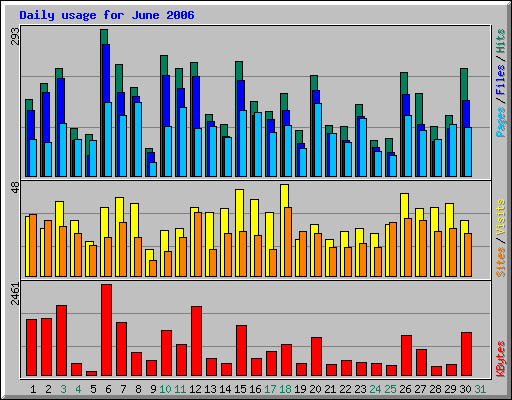 Daily usage for June 2006
293
Pages / Files / Hits
48
Sites / Visits
2461
KBytes
1 2 3 4 5 6 7 8 9 10 11 12 13 14 15 16 17 18 19 20 21 22 23 24 25 26 27 28 29 30 31